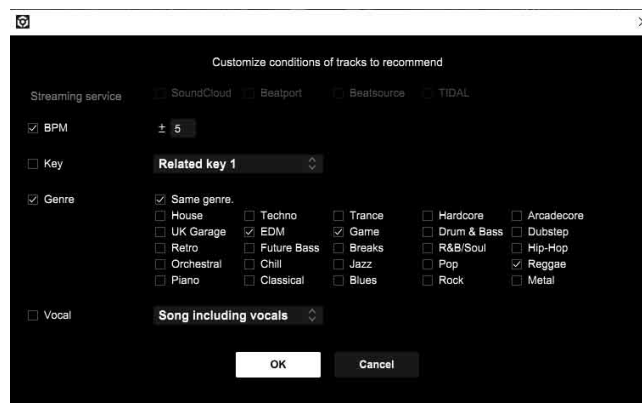 Customize conditions of tracks to recommend
Streaming service SoundCloud Beatport Beatsource TIDAL
BPM ± 5
Key Related key 1
Genre Same genre.
House Techno Trance Hardcore Arcadecore
UK Garage EDM Game Drum & Bass Dubstep
Retro Future Bass Breaks R&B/Soul Hip-Hop
Orchestral Chill Jazz Pop Reggae
Piano Classical Blues Rock Metal
Vocal Song including vocals
OK Cancel